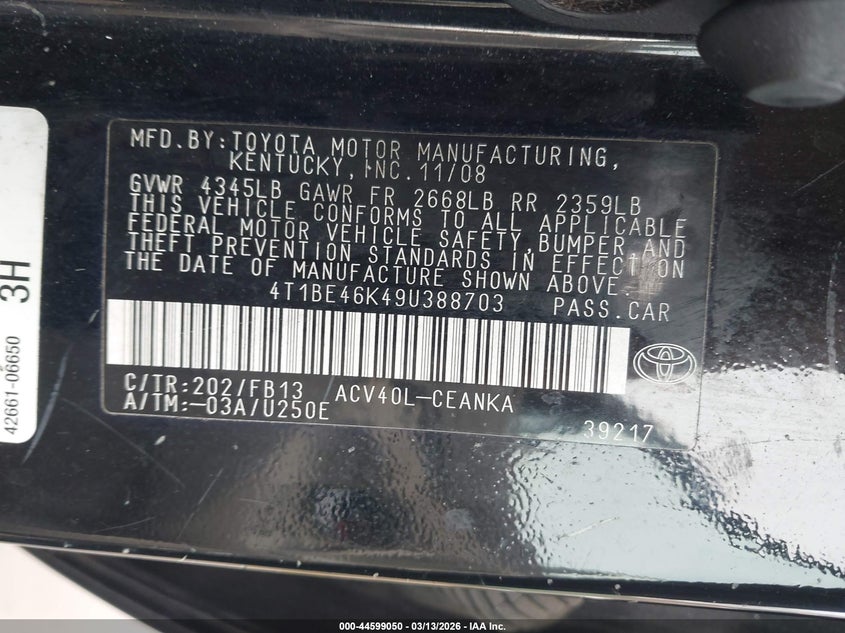 MFD.BY:TOYOTA MOTOR MANUFACTURING,
KENTUCKY, INC. 11/08
GVWR 4345LB GAWR FR 2668LB RR 2359LB
THIS VEHICLE CONFORMS TO ALL APPLICABLE
FEDERAL MOTOR VEHICLE SAFETY,BUMPER AND
THEFT PREVENTION STANDARDS IN EFFECT ON
THE DATE OF MANUFACTURE SHOWN ABOVE.
4T1BE46K49U388703 PASS.CAR
C/TR:202/FB13 ACV40L-CEANKA
A/TM:-03A/U250E
39217
42661-06650 3H
000-44599050 - 03/13/2026 - IAA Inc.